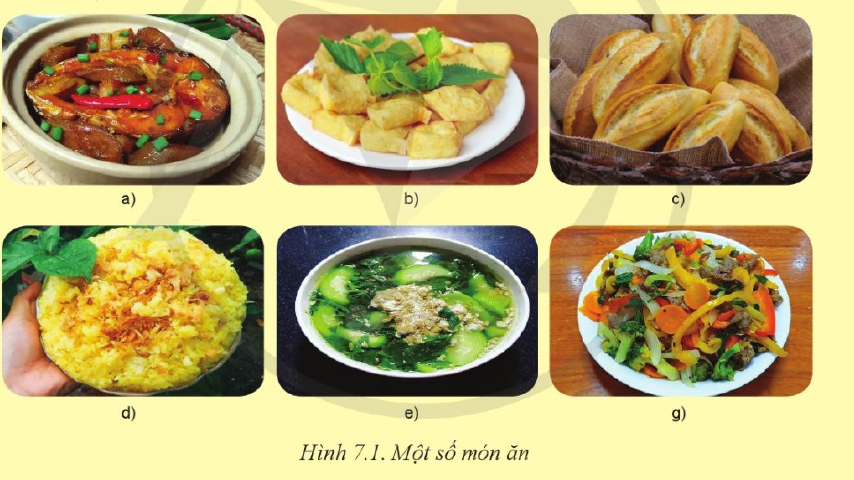 a)
b)
c)
d)
e)
g)
Hình 7.1. Một số món ăn